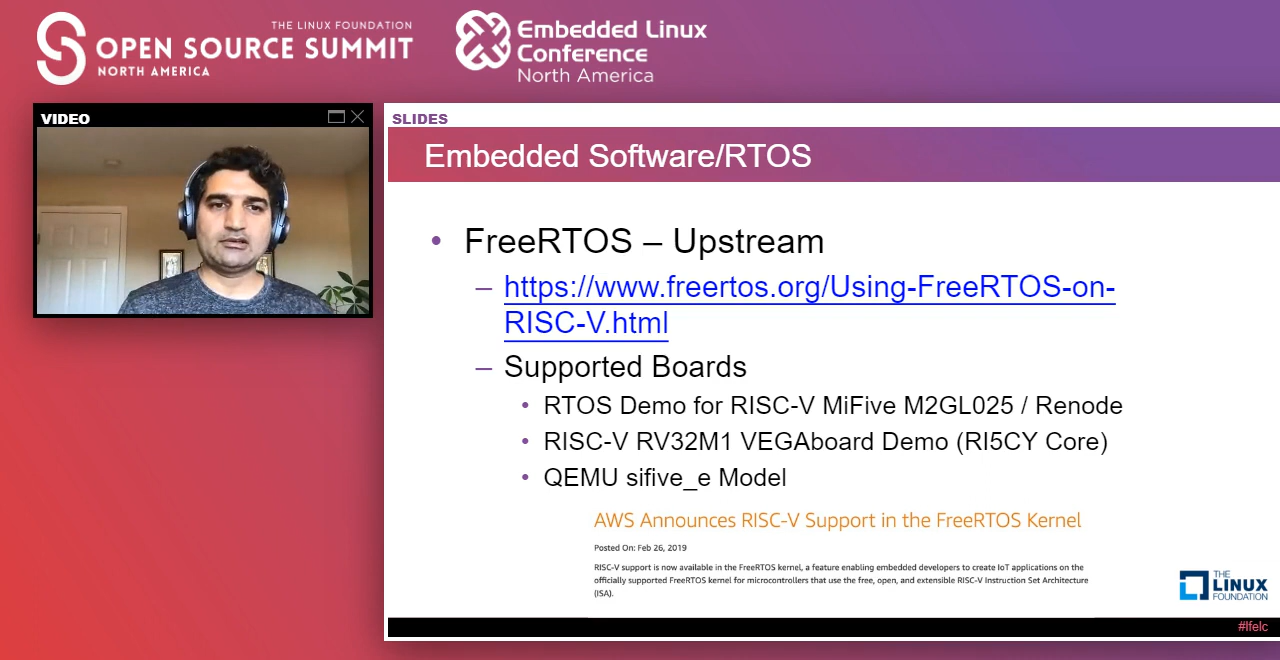 THE LINUX FOUNDATION
OPEN SOURCE SUMMIT
NORTH AMERICA
Embedded Linux
Conference
North America
VIDEO
SLIDES
Embedded Software/RTOS
• FreeRTOS – Upstream
– https://www.freertos.org/Using-FreeRTOS-on-
RISC-V.html
– Supported Boards
• RTOS Demo for RISC-V MiFive M2GL025 / Renode
• RISC-V RV32M1 VEGAboard Demo (RI5CY Core)
• QEMU sifive_e Model
AWS Announces RISC-V Support in the FreeRTOS Kernel
Posted On: Feb 26, 2019
RISC-V support is now available in the FreeRTOS kernel, a feature enabling embedded developers to create IoT applications on the
officially supported FreeRTOS kernel for microcontrollers that use the free, open, and extensible RISC-V Instruction Set Architecture
(ISA).
THE
LINUX
FOUNDATION
#lfelc